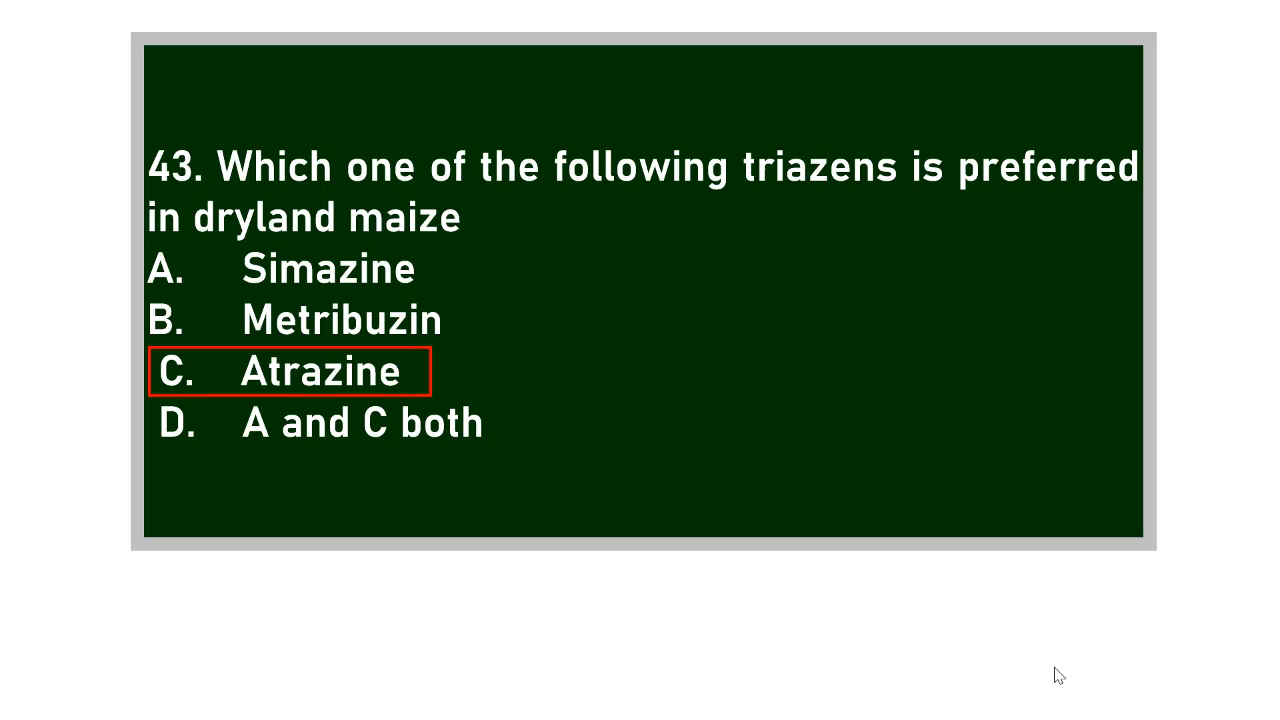 43. Which one of the following triazens is preferred
in dryland maize
A. Simazine
B. Metribuzin
C. Atrazine
D. A and C both